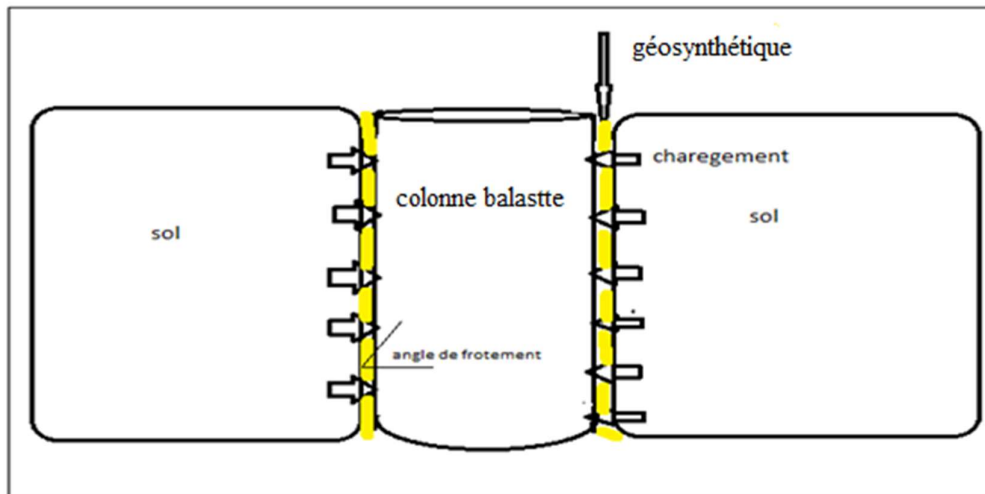 géosynthétique
charegement
colonne balastte
sol
sol
angle de frotement